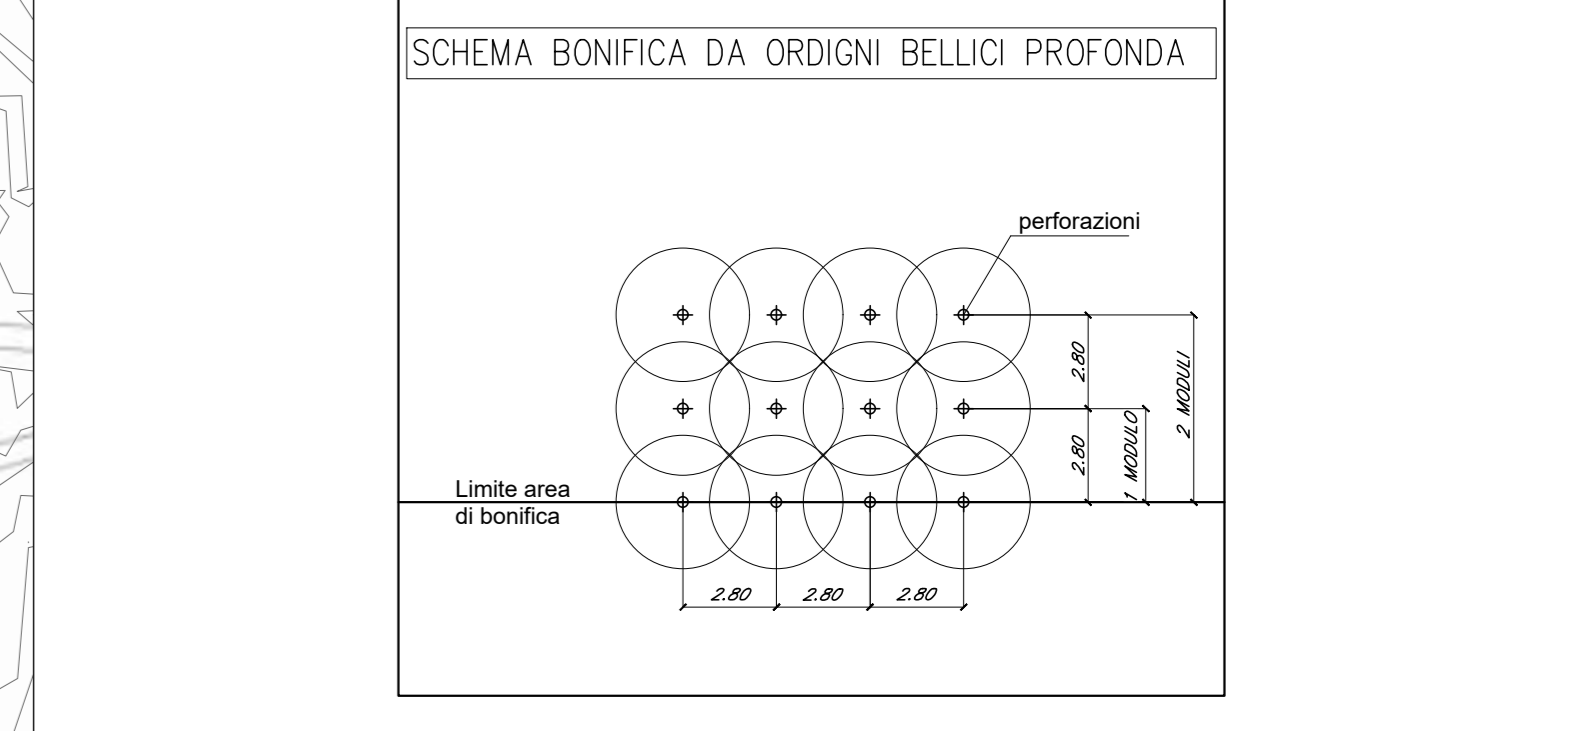 SCHEMA BONIFICA DA ORDIGNI BELLICI PROFONDA
perforazioni
2.80
2 MODULI
2.80
1 MODULO
Limite area
di bonifica
2.80
2.80
2.80